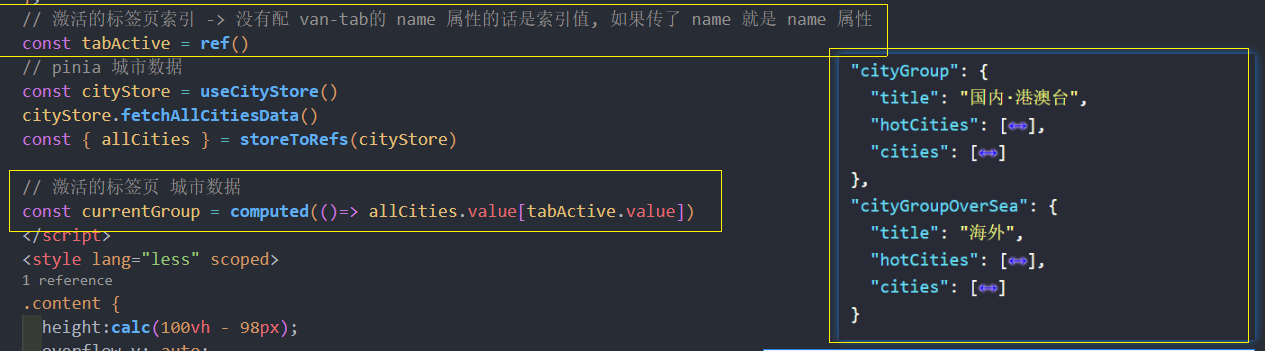 // 激活的标签页索引 -> 没有配 van-tab的 name 属性的话是索引值, 如果传了 name 就是 name 属性
const tabActive = ref()
// pinia 城市数据
const cityStore = useCityStore()
cityStore.fetchAllCitiesData()
const { allCities } = storeToRefs(cityStore)
// 激活的标签页 城市数据
const currentGroup = computed(()=> allCities.value[tabActive.value])
</script>
<style lang="less" scoped>
1 reference
.content {
height:calc(100vh - 98px);
overflow-y: auto;
"cityGroup": {
"title": "国内·港澳台",
"hotCities": [↔],
"cities": [↔]
},
"cityGroupOverSea": {
"title": "海外",
"hotCities": [↔],
"cities": [↔]
}